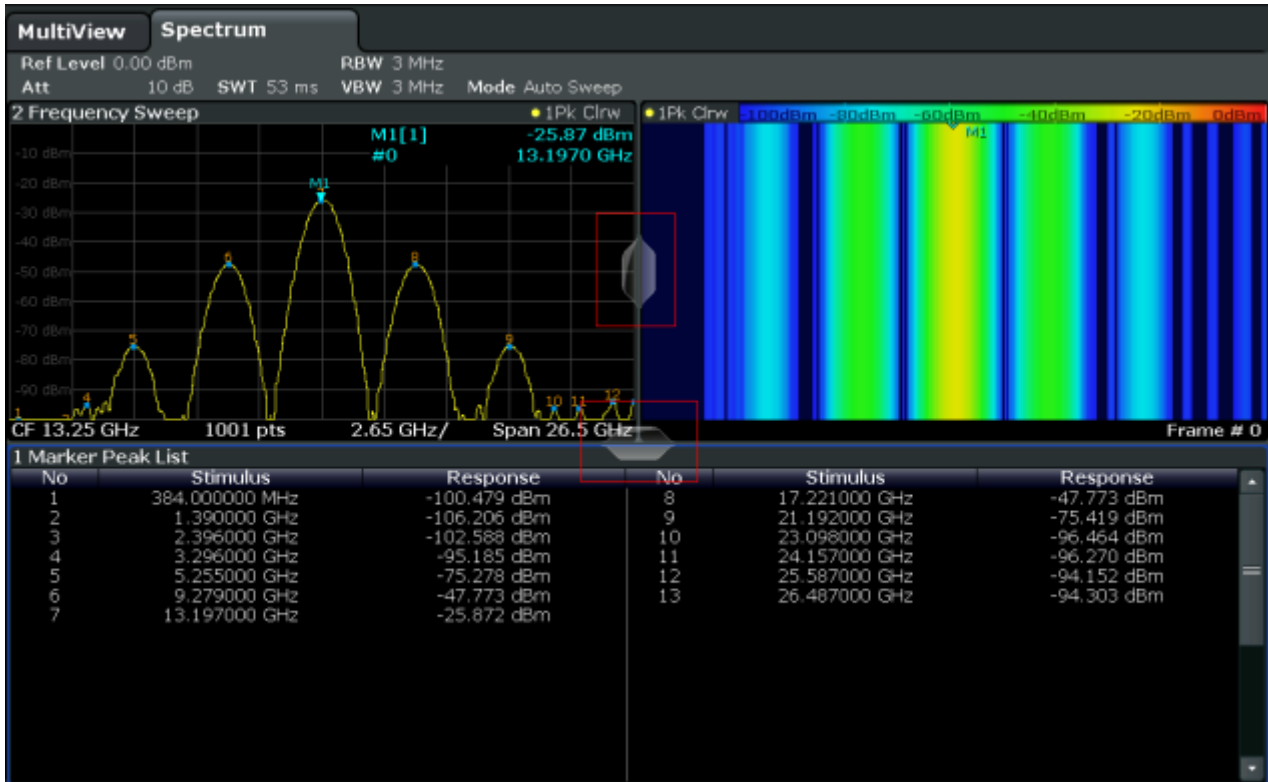 MultiView Spectrum
Ref Level 0.00 dBm RBW 3 MHz
Att 10 dB SWT 53 ms VBW 3 MHz Mode Auto Sweep
2 Frequency Sweep 1Pk Clrw
1Pk Clrw -100dBm -80dBm -60dBm -40dBm -20dBm 0dBm
M1[1] -25.87 dBm
#0 13.1970 GHz
M1
-10 dBm
-20 dBm
M1
-30 dBm
-40 dBm
6 8
-50 dBm
-60 dBm
-70 dBm
5 9
-80 dBm
-90 dBm
4 10 11 12
1
CF 13.25 GHz 1001 pts 2.65 GHz/ Span 26.5 GHz
Frame # 0
1 Marker Peak List
No Stimulus Response No Stimulus Response
1 384.000000 MHz -100.479 dBm 8 17.221000 GHz -47.773 dBm
2 1.390000 GHz -106.206 dBm 9 21.192000 GHz -75.419 dBm
3 2.396000 GHz -102.588 dBm 10 23.098000 GHz -96.464 dBm
4 3.296000 GHz -95.185 dBm 11 24.157000 GHz -96.270 dBm
5 5.255000 GHz -75.278 dBm 12 25.587000 GHz -94.152 dBm
6 9.279000 GHz -47.773 dBm 13 26.487000 GHz -94.303 dBm
7 13.197000 GHz -25.872 dBm